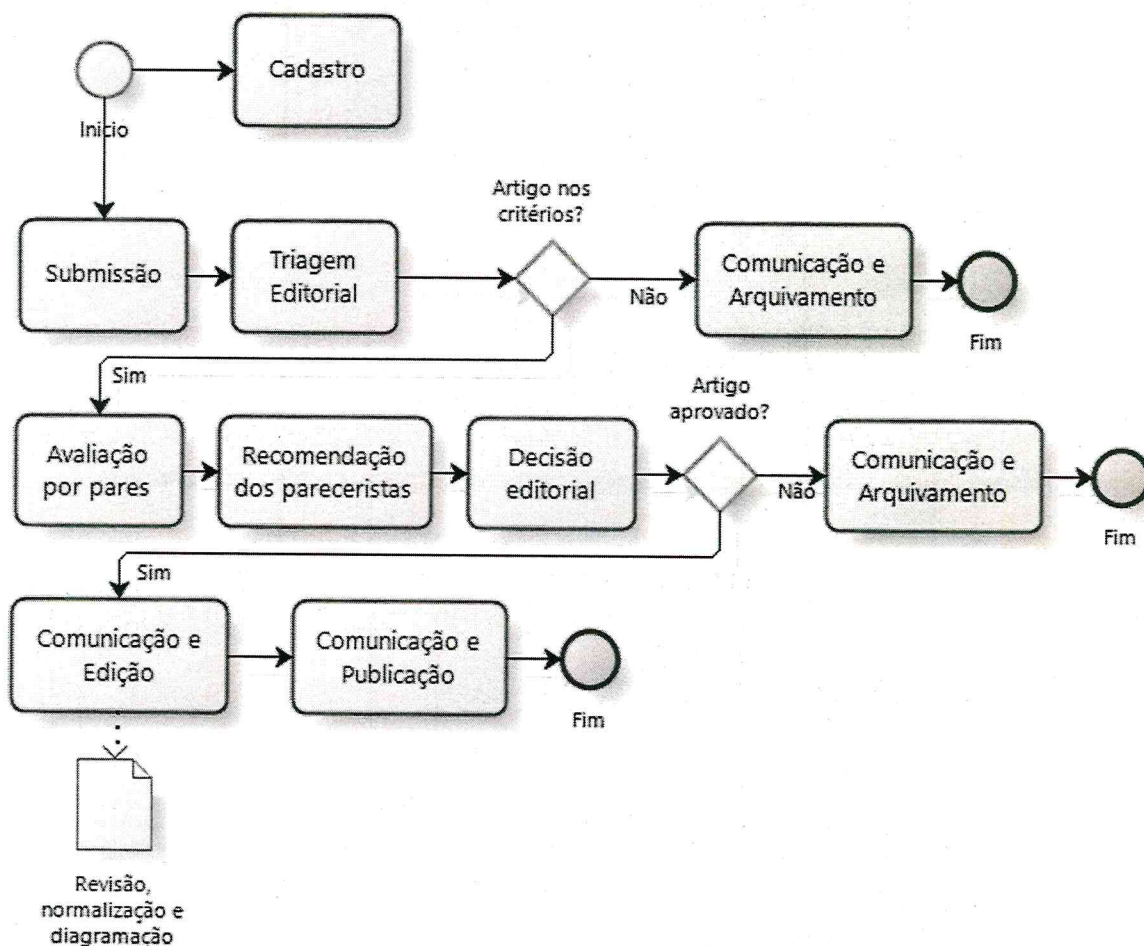 Cadastro
Início
Artigo nos
critérios?
Submissão
Triagem
Editorial
Não
Comunicação e
Arquivamento
Fim
Sim
Artigo
aprovado?
Avaliação
por pares
Recomendação
dos pareceristas
Decisão
editorial
Não
Comunicação e
Arquivamento
Fim
Sim
Comunicação e
Edição
Comunicação e
Publicação
Fim
Revisão,
normalização e
diagramação